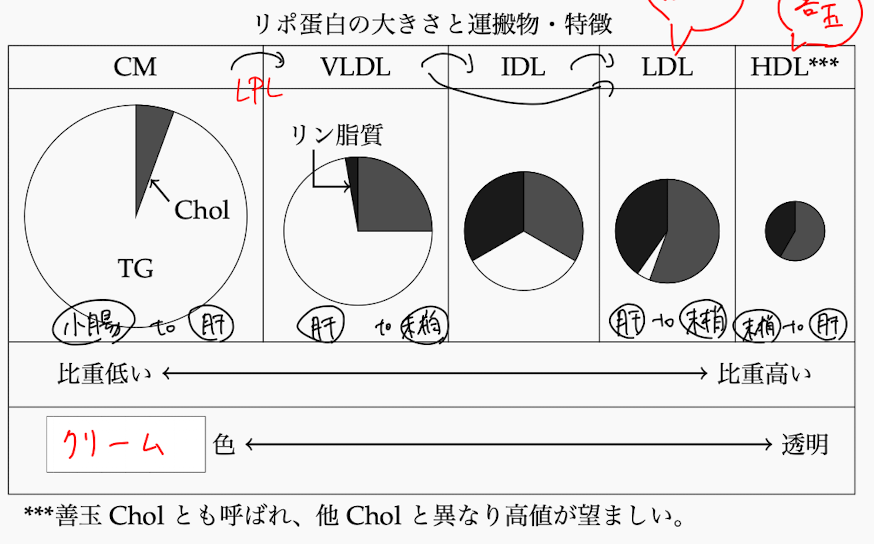 リポ蛋白の大きさと運搬物・特徴
善玉
CM VLDL IDL LDL HDL***
LPL
リン脂質
Chol
TG
小腸 to 肝
肝 to 末梢
肝 to 末梢
末梢 to 肝
比重低い 比重高い
クリーム 色 透明
***善玉 Chol とも呼ばれ、他 Chol と異なり高値が望ましい。